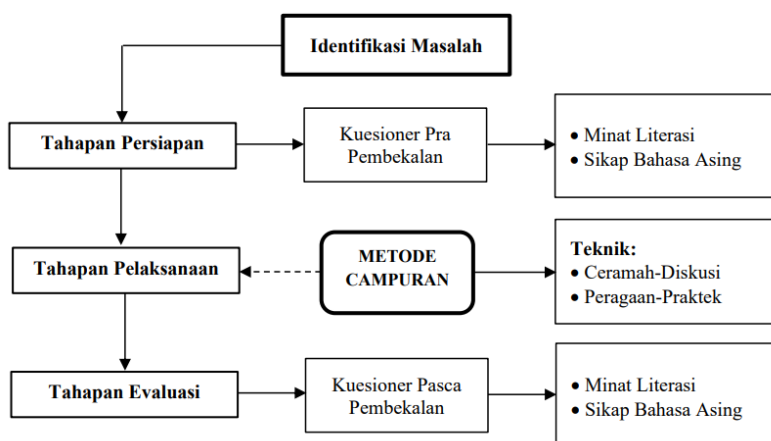 Identifikasi Masalah
Tahapan Persiapan
Kuesioner Pra
Pembekalan
• Minat Literasi
• Sikap Bahasa Asing
Tahapan Pelaksanaan
METODE
CAMPURAN
Teknik:
• Ceramah-Diskusi
• Peragaan-Praktek
Tahapan Evaluasi
Kuesioner Pasca
Pembekalan
• Minat Literasi
• Sikap Bahasa Asing